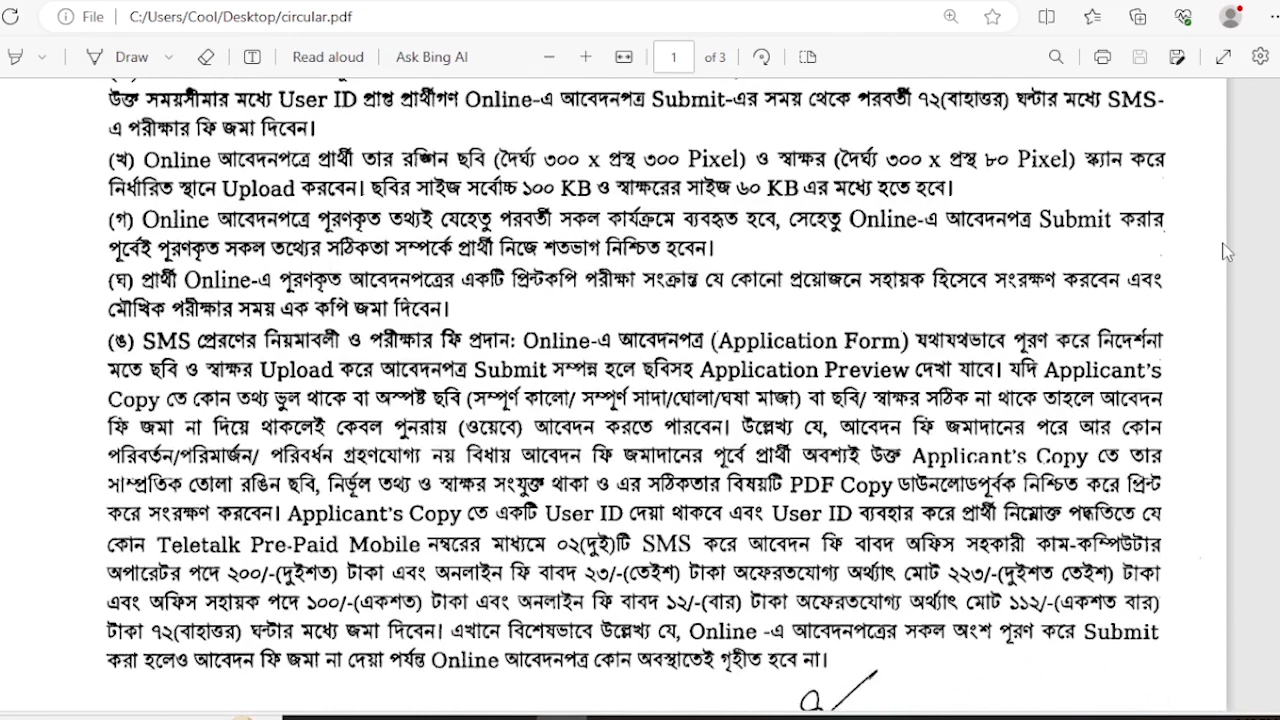 File C:/Users/Cool/Desktop/circular.pdf
Draw Read aloud Ask Bing AI 1 of 3
উক্ত সময়সীমার মধ্যে User ID প্রাপ্ত প্রার্থীগণ Online-এ আবেদনপত্র Submit-এর সময় থেকে পরবর্তী ৭২(বাহাত্তর) ঘন্টার মধ্যে SMS-
এ পরীক্ষার ফি জমা দিবেন।
(খ) Online আবেদনপত্রে প্রার্থী তার রঙ্গিন ছবি (দৈর্ঘ্য ৩০০ x প্রস্থ ৩০০ Pixel) ও স্বাক্ষর (দৈর্ঘ্য ৩০০ x প্রস্থ ৮০ Pixel) স্ক্যান করে
নির্ধারিত স্থানে Upload করবেন। ছবির সাইজ সর্বোচ্চ ১০০ KB ও স্বাক্ষরের সাইজ ৬০ KB এর মধ্যে হতে হবে।
(গ) Online আবেদনপত্রে পূরণকৃত তথ্যই যেহেতু পরবর্তী সকল কার্যক্রমে ব্যবহৃত হবে, সেহেতু Online-এ আবেদনপত্র Submit করার
পূর্বেই পূরণকৃত সকল তথ্যের সঠিকতা সম্পর্কে প্রার্থী নিজে শতভাগ নিশ্চিত হবেন।
(ঘ) প্রার্থী Online-এ পূরণকৃত আবেদনপত্রের একটি প্রিন্টকপি পরীক্ষা সংক্রান্ত যে কোনো প্রয়োজনে সহায়ক হিসেবে সংরক্ষণ করবেন এবং
মৌখিক পরীক্ষার সময় এক কপি জমা দিবেন।
(ঙ) SMS প্রেরণের নিয়মাবলী ও পরীক্ষার ফি প্রদান: Online-এ আবেদনপত্র (Application Form) যথাযথভাবে পূরণ করে নিদের্শনা
মতে ছবি ও স্বাক্ষর Upload করে আবেদনপত্র Submit সম্পন্ন হলে ছবিসহ Application Preview দেখা যাবে। যদি Applicant's
Copy তে কোন তথ্য ভুল থাকে বা অস্পষ্ট ছবি (সম্পূর্ণ কালো/ সম্পূর্ণ সাদা/ঘোলা/ঘষা মাজা) বা ছবি/ স্বাক্ষর সঠিক না থাকে তাহলে আবেদন
ফি জমা না দিয়ে থাকলেই কেবল পুনরায় (ওয়েবে) আবেদন করতে পারবেন। উল্লেখ্য যে, আবেদন ফি জমাদানের পরে আর কোন
পরিবর্তন/পরিমার্জন/ পরিবর্ধন গ্রহণযোগ্য নয় বিধায় আবেদন ফি জমাদানের পূর্বে প্রার্থী অবশ্যই উক্ত Applicant's Copy তে তার
সাম্প্রতিক তোলা রঙিন ছবি, নির্ভূল তথ্য ও স্বাক্ষর সংযুক্ত থাকা ও এর সঠিকতার বিষয়টি PDF Copy ডাউনলোডপূর্বক নিশ্চিত করে প্রিন্ট
করে সংরক্ষণ করবেন। Applicant's Copy তে একটি User ID দেয়া থাকবে এবং User ID ব্যবহার করে প্রার্থী নিম্নোক্ত পদ্ধতিতে যে
কোন Teletalk Pre-Paid Mobile নম্বরের মাধ্যমে ০২(দুই)টি SMS করে আবেদন ফি বাবদ অফিস সহকারী কাম-কম্পিউটার
অপারেটর পদে ২০০/-(দুইশত) টাকা এবং অনলাইন ফি বাবদ ২৩/-(তেইশ) টাকা অফেরতযোগ্য অর্থ্যাৎ মোট ২২৩/-(দুইশত তেইশ) টাকা
এবং অফিস সহায়ক পদে ১০০/-(একশত) টাকা এবং অনলাইন ফি বাবদ ১২/-(বার) টাকা অফেরতযোগ্য অর্থ্যাৎ মোট ১১২/-(একশত বার)
টাকা ৭২(বাহাত্তর) ঘন্টার মধ্যে জমা দিবেন। এখানে বিশেষভাবে উল্লেখ্য যে, Online -এ আবেদনপত্রের সকল অংশ পূরণ করে Submit
করা হলেও আবেদন ফি জমা না দেয়া পর্যন্ত Online আবেদনপত্র কোন অবস্থাতেই গৃহীত হবে না।